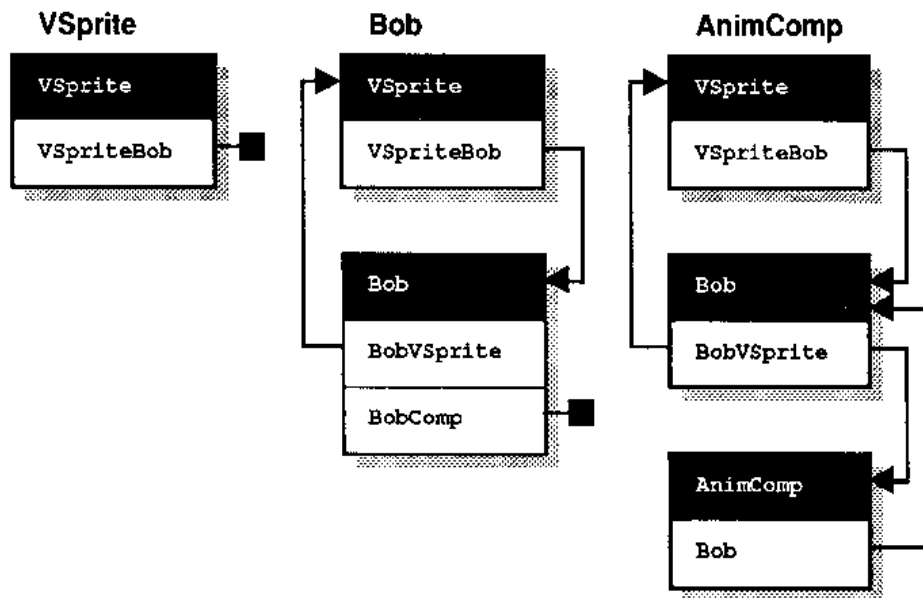 VSprite
VSprite
VSpriteBob
Bob
VSprite
VSpriteBob
Bob
BobVSprite
BobComp
AnimComp
VSprite
VSpriteBob
Bob
BobVSprite
AnimComp
Bob